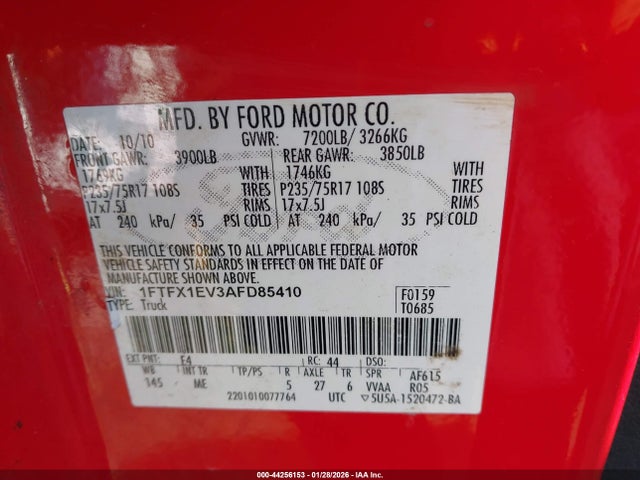 MFD. BY FORD MOTOR CO.
DATE: 10/10 GVWR: 7200LB/ 3266KG
FRONT GAWR: 3900LB REAR GAWR: 3850LB
1769KG WITH 1746KG WITH
P235/75R17 108S TIRES P235/75R17 108S TIRES
17x7.5J RIMS 17x7.5J RIMS
AT 240 kPa/ 35 PSI COLD AT 240 kPa/ 35 PSI COLD
THIS VEHICLE CONFORMS TO ALL APPLICABLE FEDERAL MOTOR
VEHICLE SAFETY STANDARDS IN EFFECT ON THE DATE OF
MANUFACTURE SHOWN ABOVE.
VIN: 1FTFX1EV3AFD85410 F0159
TYPE: Truck T0685
EXT PNT: F4 RC: 44 DSO:
WB INT TR TP/PS R AXLE TR SPR AF615
145 ME 5 27 6 VVAA R05
2201010077764 UTC 5U5A-1520472-BA
000-44256153 | 01/28/2026 - IAA Inc.